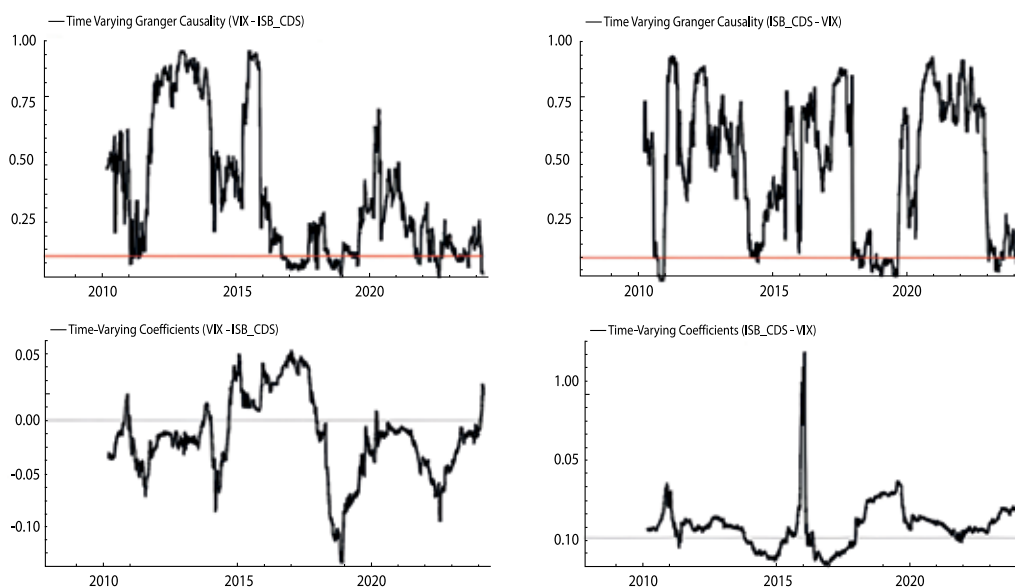 Time Varying Granger Causality (VIX - ISB_CDS)
1.00
0.75
0.50
0.25
2010 2015 2020
Time Varying Granger Causality (ISB_CDS - VIX)
1.00
0.75
0.50
0.25
2010 2015 2020
Time-Varying Coefficients (VIX - ISB_CDS)
0.05
0.00
-0.05
-0.10
2010 2015 2020
Time-Varying Coefficients (ISB_CDS - VIX)
1.00
0.05
0.10
2010 2015 2020